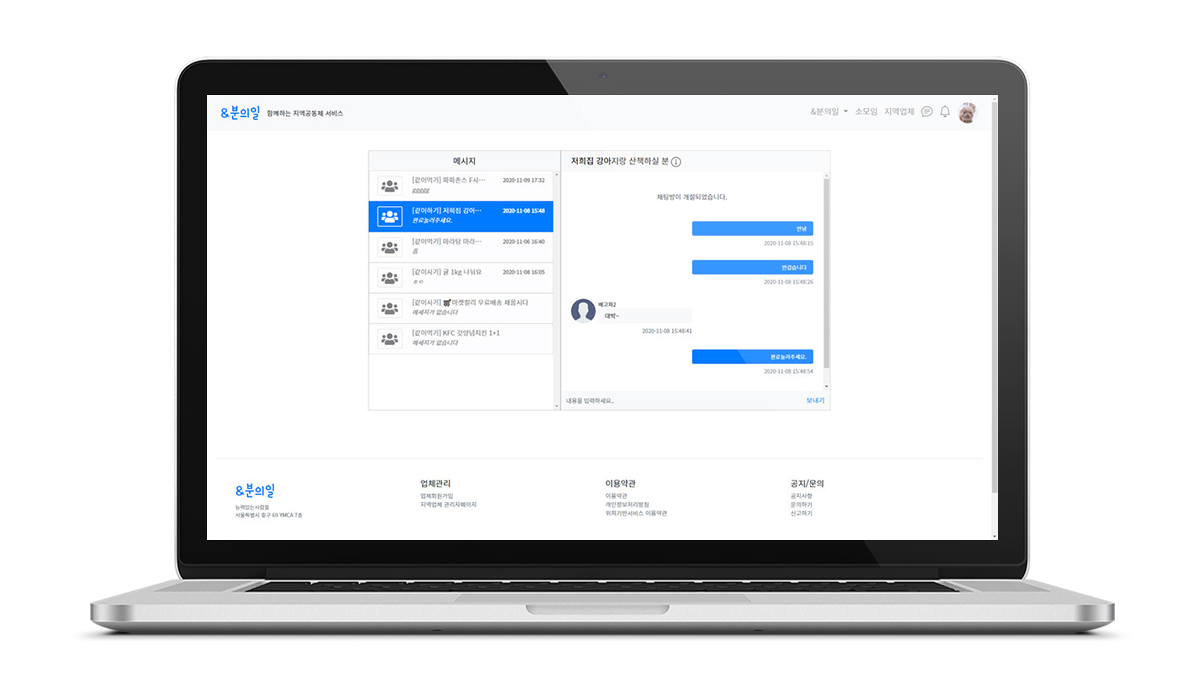 &분의일 함께하는 지역공동체 서비스
&분의일 소모임 지역업체
메시지
[같이먹기] 파파존스 F사··· 2020-11-09 17:32
ggggg
[같이하기] 저희집 강아··· 2020-11-08 15:48
완료눌러주세요.
[같이먹기] 마라탕 마라··· 2020-11-06 16:40
[같이사기] 귤 1kg 나눠요 2020-11-08 16:05
ㅎㅇ
[같이사기] 마켓컬리 무료배송 채웁시다
메세지가 없습니다
[같이먹기] KFC 갓양념치킨 1+1
메세지가 없습니다
저희집 강아지랑 산책하실 분
채팅방이 개설되었습니다.
안녕
2020-11-08 15:48:15
반갑습니다
2020-11-08 15:48:26
배고파2
대박~
2020-11-08 15:48:41
완료눌러주세요.
2020-11-08 15:48:54
내용을 입력하세요..
보내기
&분의일
능력있는사람들
서울특별시 중구 69 YMCA 7층
업체관리
업체회원가입
지역업체 관리자페이지
이용약관
이용약관
개인정보처리방침
위치기반서비스 이용약관
공지/문의
공지사항
문의하기
신고하기